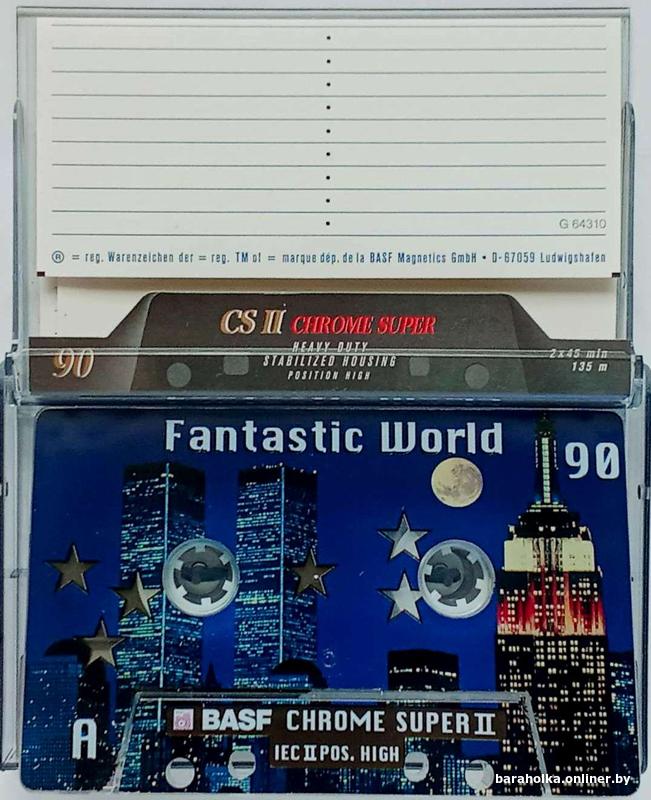 G 64310
® = reg. Warenzeichen der = reg. TM of = marque dép. de la BASF Magnetics GmbH • D-67059 Ludwigshafen
CS II CHROME SUPER
90
HEAVY DUTY
STABILIZED HOUSING
POSITION HIGH
2 x 45 min
135 m
Fantastic World
90
A
BASF CHROME SUPER II
IEC II POS. HIGH
baraholka.onliner.by